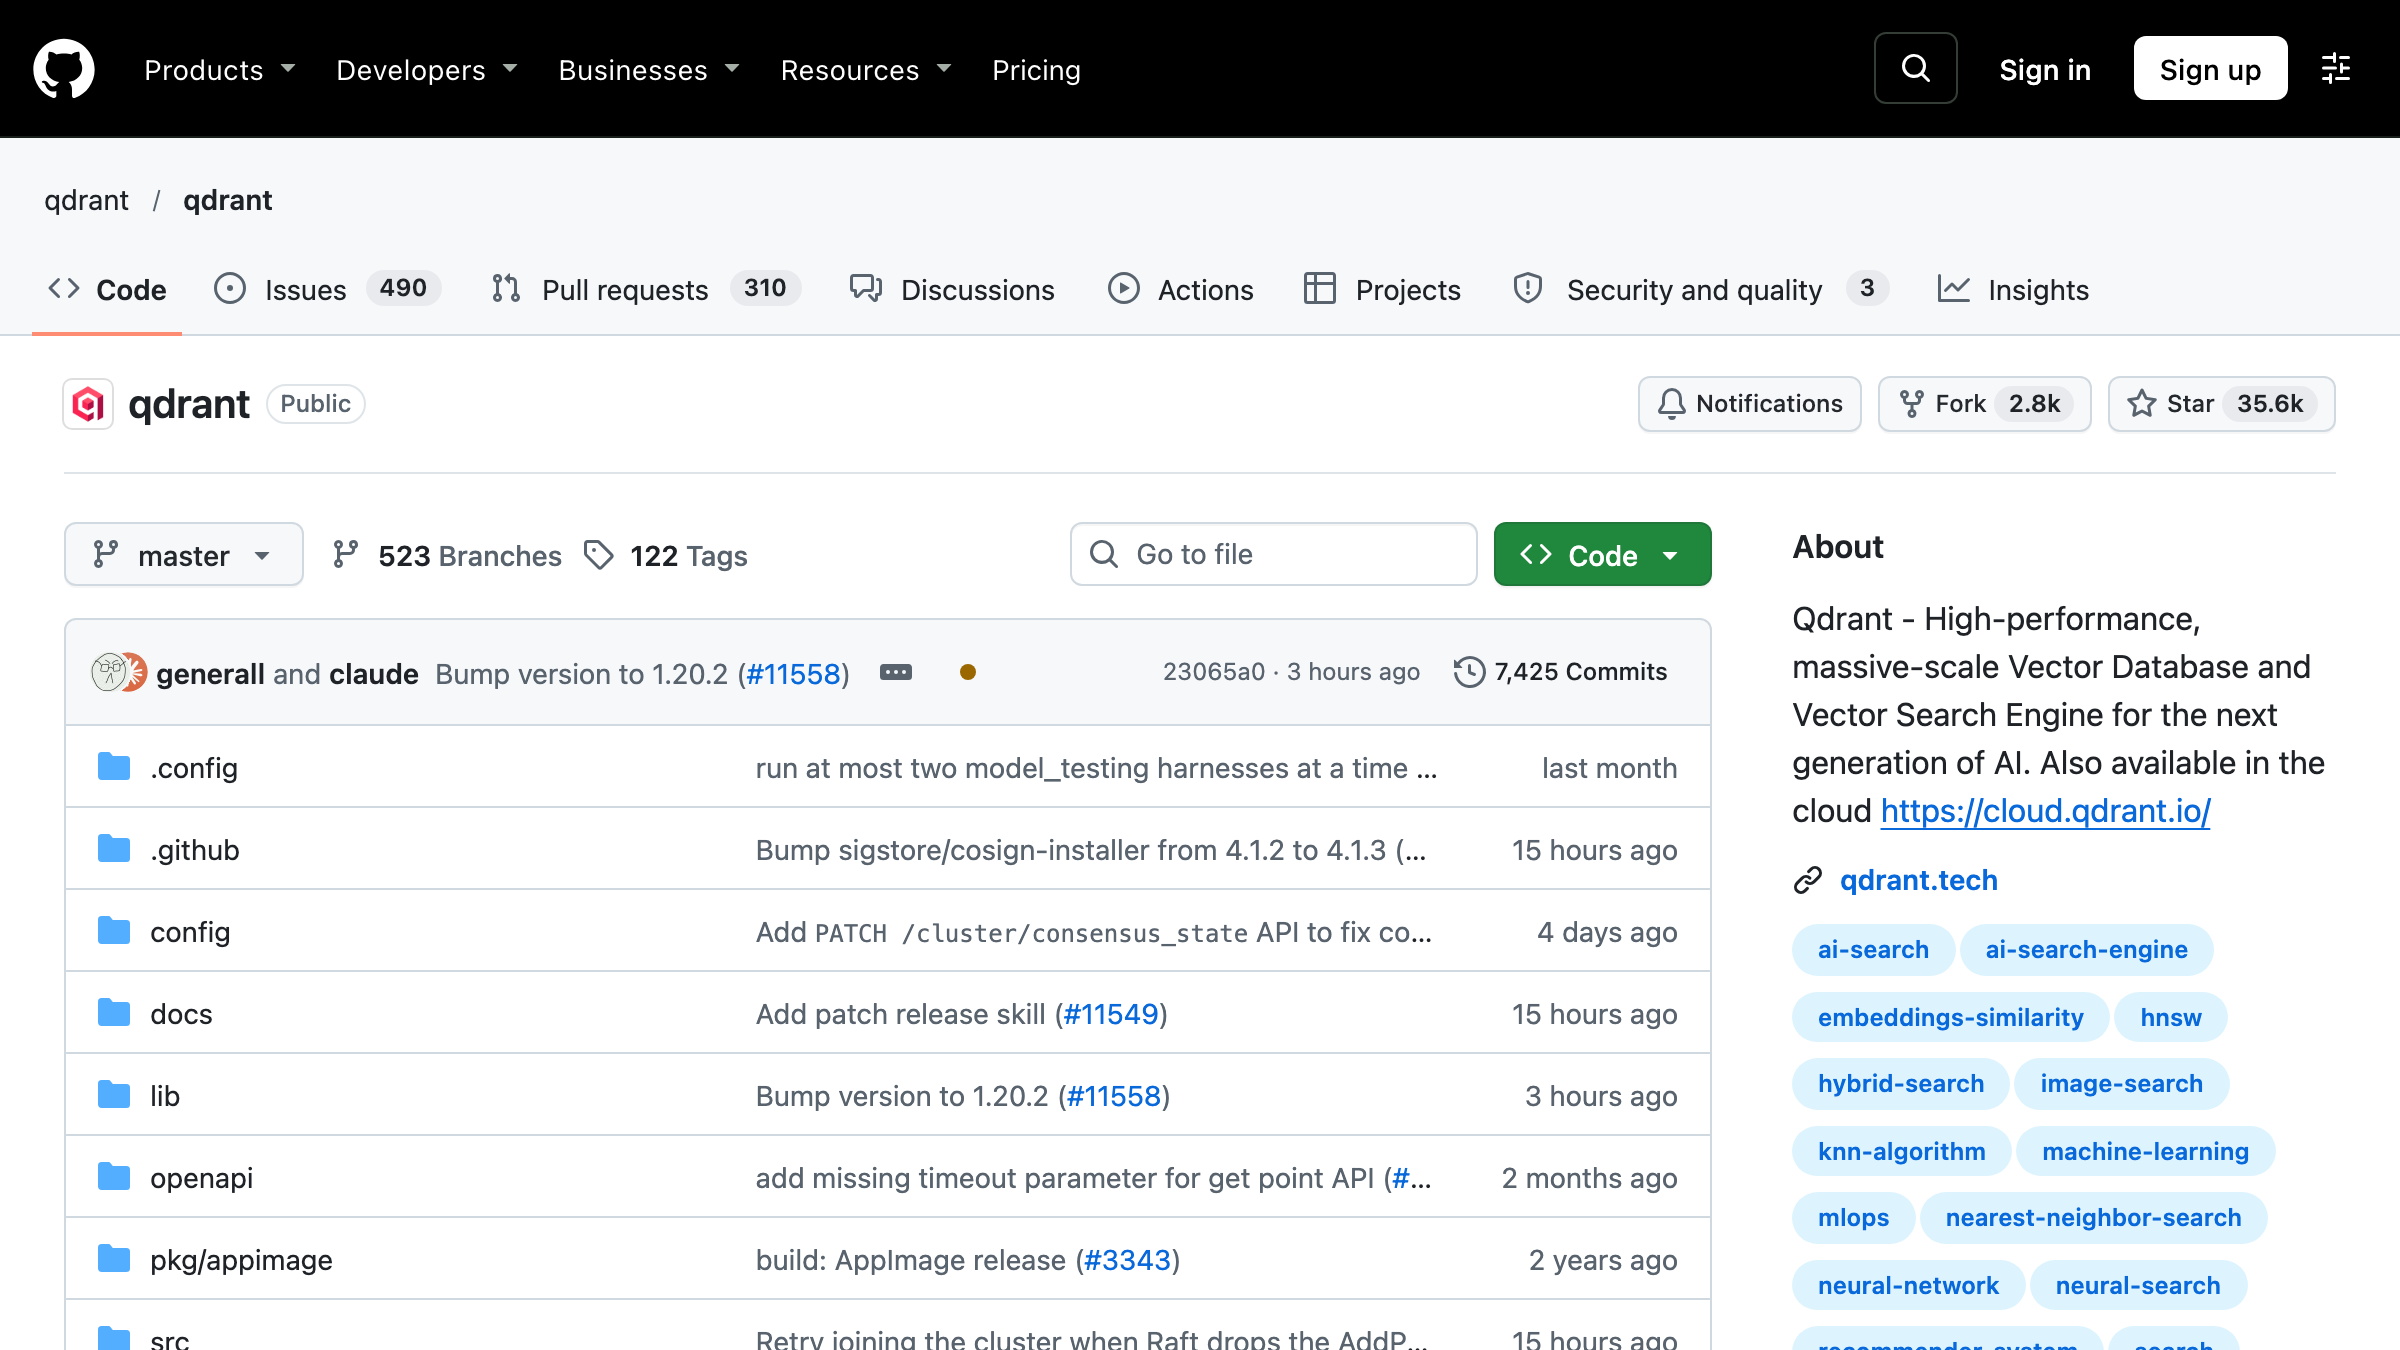 Products Developers Businesses Resources Pricing Sign in Sign up
qdrant / qdrant
Code Issues 490 Pull requests 310 Discussions Actions Projects Security and quality 3 Insights
qdrant Public Notifications Fork 2.8k Star 35.6k
master 523 Branches 122 Tags Go to file Code
generall and claude Bump version to 1.20.2 (#11558) 23065a0 · 3 hours ago 7,425 Commits
.config run at most two model_testing harnesses at a time ... last month
.github Bump sigstore/cosign-installer from 4.1.2 to 4.1.3 (... 15 hours ago
config Add PATCH /cluster/consensus_state API to fix co... 4 days ago
docs Add patch release skill (#11549) 15 hours ago
lib Bump version to 1.20.2 (#11558) 3 hours ago
openapi add missing timeout parameter for get point API (#... 2 months ago
pkg/appimage build: AppImage release (#3343) 2 years ago
src Retry joining the cluster when Raft drops the AddP... 15 hours ago
About
Qdrant - High-performance,
massive-scale Vector Database and
Vector Search Engine for the next
generation of AI. Also available in the
cloud https://cloud.qdrant.io/
qdrant.tech
ai-search ai-search-engine
embeddings-similarity hnsw
hybrid-search image-search
knn-algorithm machine-learning
mlops nearest-neighbor-search
neural-network neural-search
recommender-system search